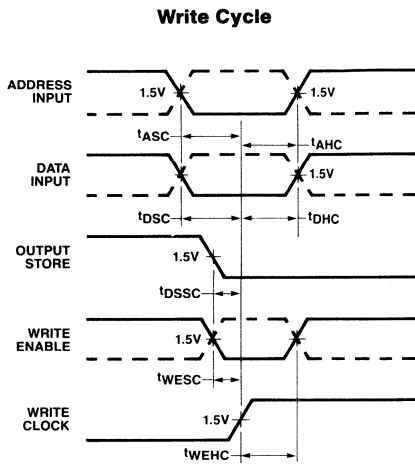 Write Cycle
ADDRESS
INPUT
1.5V
1.5V
tASC
tAHC
DATA
INPUT
1.5V
tDSC
tDHC
OUTPUT
STORE
1.5V
tDSSC
WRITE
ENABLE
1.5V
tWESC
WRITE
CLOCK
1.5V
tWEHC